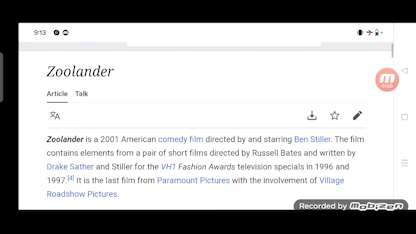 9:13
Zoolander
Article Talk
Zoolander is a 2001 American comedy film directed by and starring Ben Stiller. The film
contains elements from a pair of short films directed by Russell Bates and written by
Drake Sather and Stiller for the VH1 Fashion Awards television specials in 1996 and
1997.[4] It is the last film from Paramount Pictures with the involvement of Village
Roadshow Pictures.
Recorded by MOBIZEN